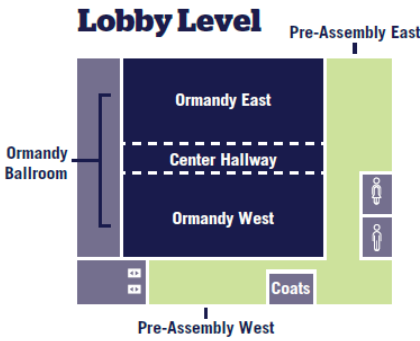 Lobby Level
Pre-Assembly East
Ormandy East
Ormandy
Ballroom
Center Hallway
Ormandy West
Coats
Pre-Assembly West